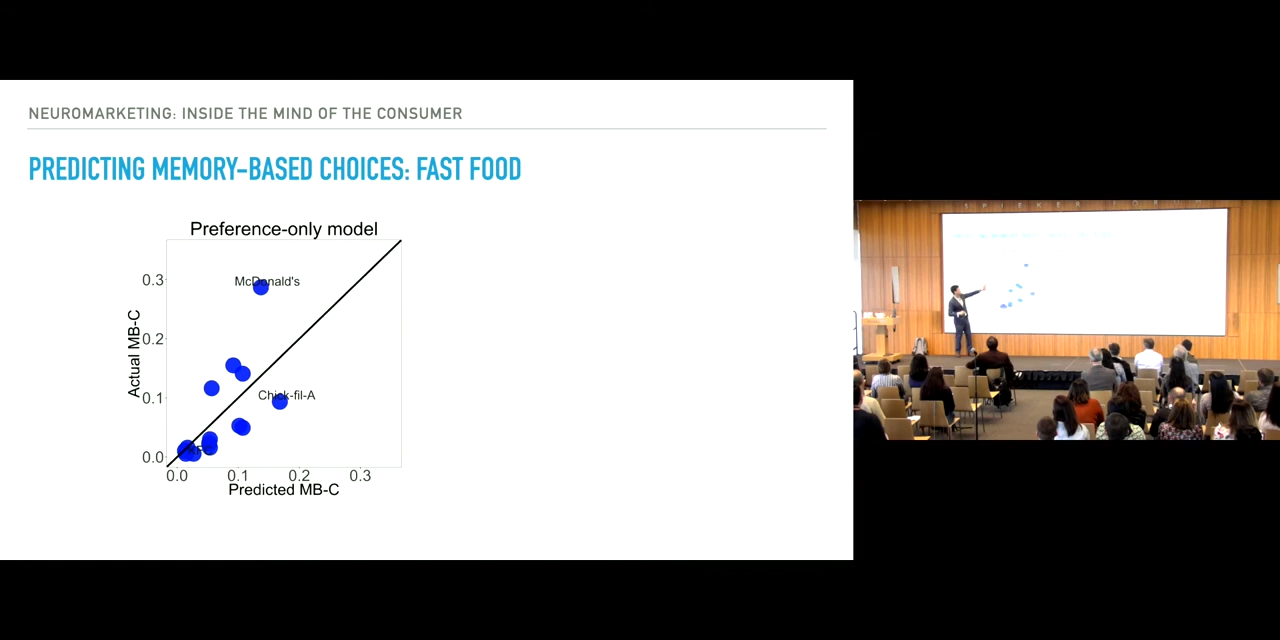 NEUROMARKETING: INSIDE THE MIND OF THE CONSUMER
PREDICTING MEMORY-BASED CHOICES: FAST FOOD
Preference-only model
McDonald's
Chick-fil-A
Actual MB-C
0.3
0.2
0.1
0.0
0.0 0.1 0.2 0.3
Predicted MB-C
SPIEKER FORUM